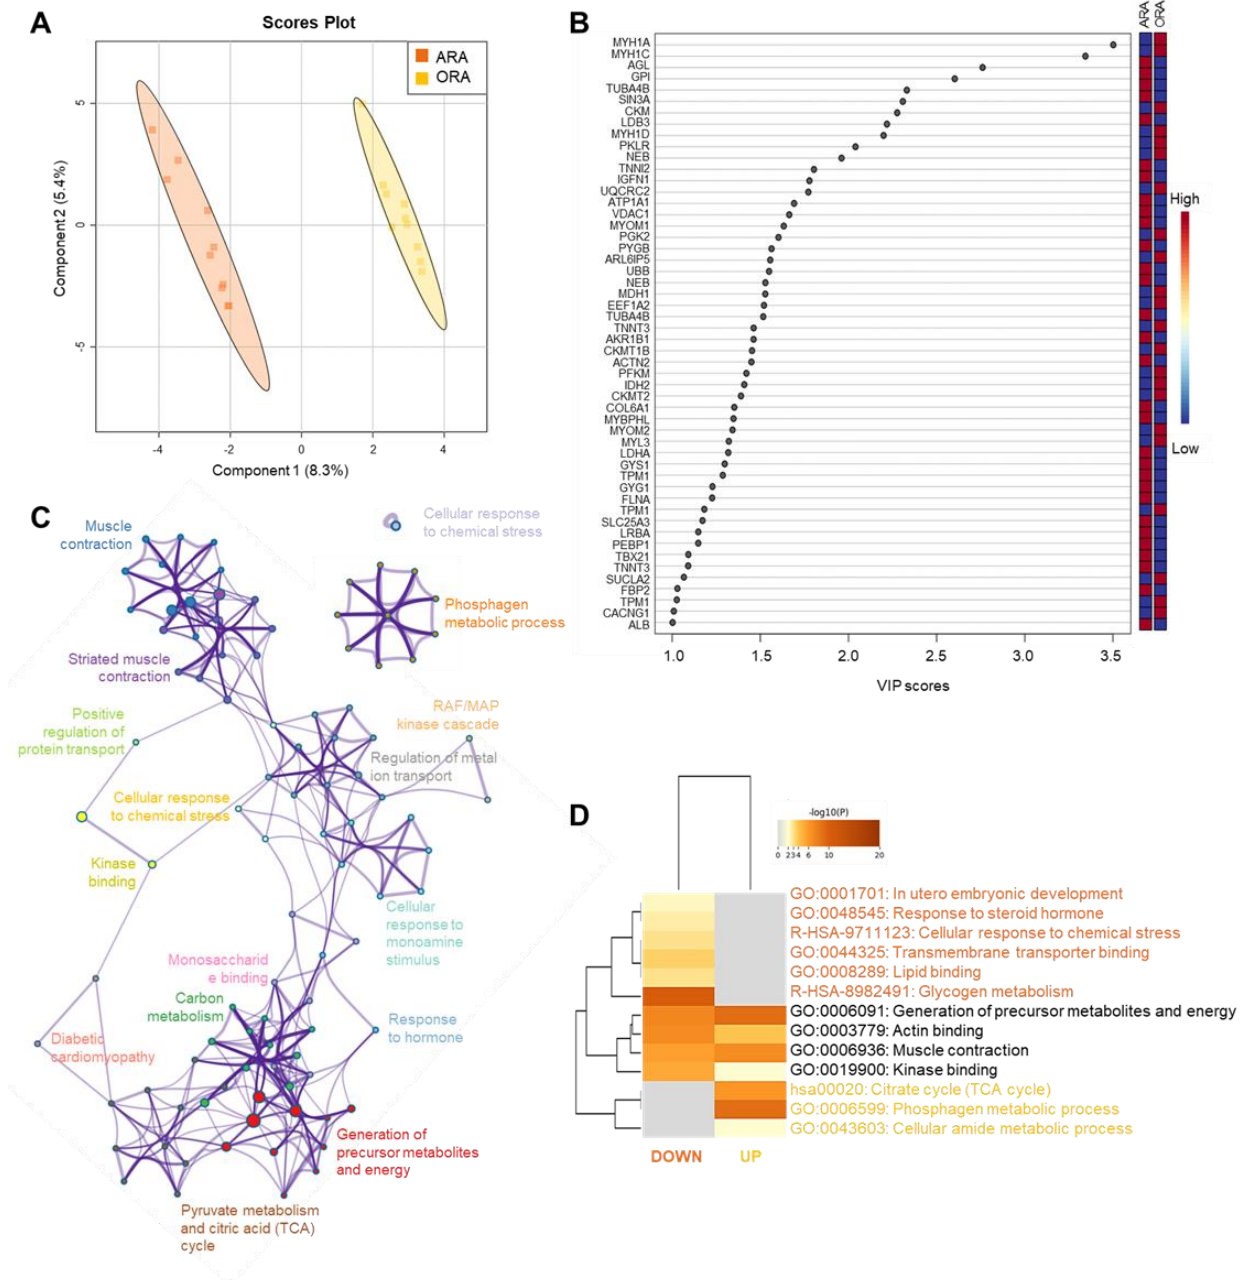 A
Scores Plot
ARA
ORA
Component 2 (5.4%)
5
0
-5
-4
-2
0
2
4
Component 1 (8.3%)
B
ARA
ORA
MYH1A
MYH1C
AGL
GPI
TUBA4B
SIN3A
CKM
LDB3
MYH1D
PKLR
NEB
TNNI2
IGFN1
UQCRC2
ATP1A1
VDAC1
MYOM1
PGK2
PYGB
ARL6IP5
UBB
NEB
MDH1
EEF1A2
TUBA4B
TNNT3
AKR1B1
CKMT1B
ACTN2
PFKM
IDH2
CKMT2
COL6A1
MYBPHL
MYOM2
MYL3
LDHA
GYS1
TPM1
GYG1
FLNA
TPM1
SLC25A3
LRBA
PEBP1
TBX21
TNNT3
SUCLA2
FBP2
TPM1
CACNG1
ALB
1.0
1.5
2.0
2.5
3.0
3.5
VIP scores
High
Low
C
Muscle
contraction
Cellular response
to chemical stress
Phosphagen
metabolic process
Striated muscle
contraction
Positive
regulation of
protein transport
RAF/MAP
kinase cascade
Regulation of metal
ion transport
Cellular response
to chemical stress
Kinase
binding
Cellular
response to
monoamine
stimulus
Monosaccharid
e binding
Carbon
metabolism
Response
to hormone
Diabetic
cardiomyopathy
Generation of
precursor metabolites
and energy
Pyruvate metabolism
and citric acid (TCA)
cycle
D
-log10(P)
0 2 3 4 6 10 20
GO:0001701: In utero embryonic development
GO:0048545: Response to steroid hormone
R-HSA-9711123: Cellular response to chemical stress
GO:0044325: Transmembrane transporter binding
GO:0008289: Lipid binding
R-HSA-8982491: Glycogen metabolism
GO:0006091: Generation of precursor metabolites and energy
GO:0003779: Actin binding
GO:0006936: Muscle contraction
GO:0019900: Kinase binding
hsa00020: Citrate cycle (TCA cycle)
GO:0006599: Phosphagen metabolic process
GO:0043603: Cellular amide metabolic process
DOWN
UP